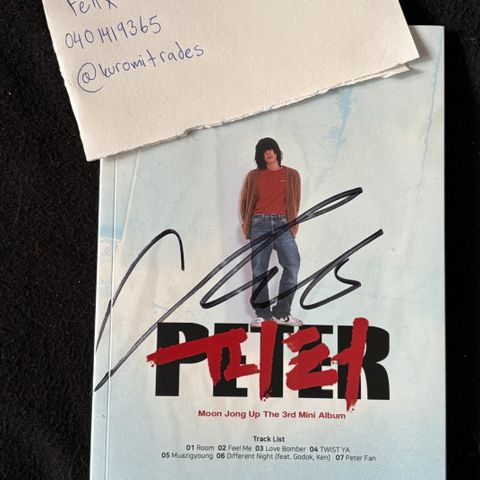 Felix
0401419365
@kuromitrades
PETER
피터
Moon Jong Up The 3rd Mini Album
Track List
01 Room 02 Feel Me 03 Love Bomber 04 TWIST YA
05 Muazigyoung 06 Different Night (feat. Godok, Ken) 07 Peter Fan